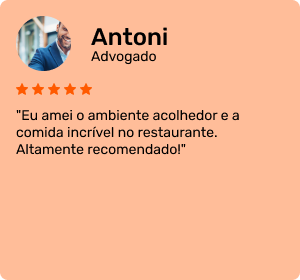 Antoni
Advogado
"Eu amei o ambiente acolhedor e a
comida incrível no restaurante.
Altamente recomendado!"